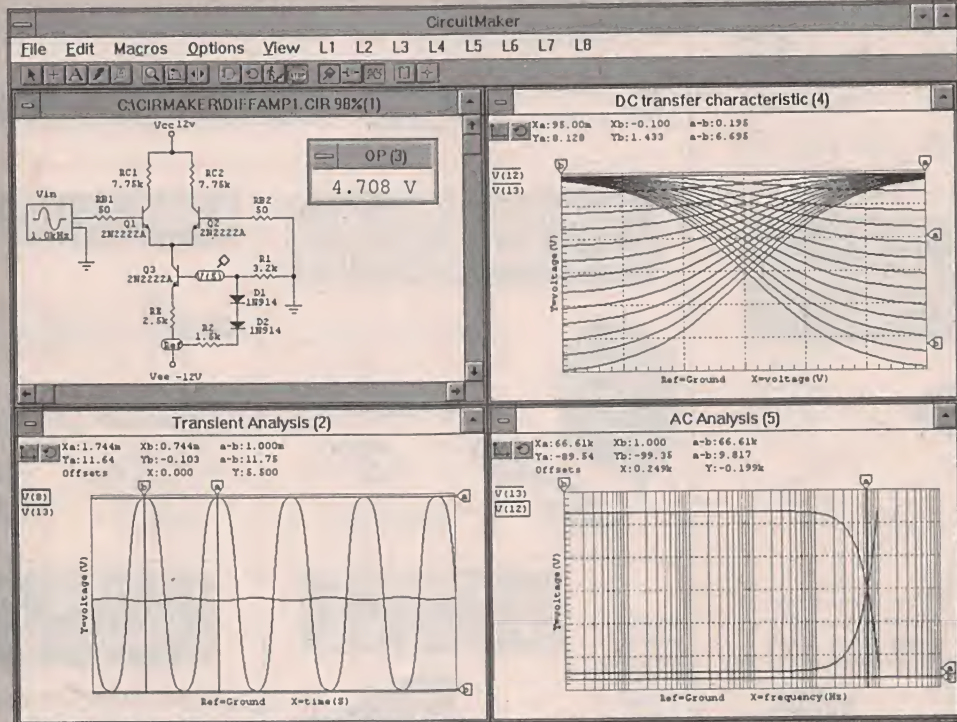 CircuitMaker
File Edit Macros Options View L1 L2 L3 L4 L5 L6 L7 L8
C:\CIRMAKER\DIFFAMP1.CIR 98%(1)
Vcc 12v
RC1
7.75k
RC2
7.75k
Vin
1.0kHz
RB1
50
Q1
2N2222A
Q2
2N2222A
RB2
50
Q3
2N2222A
R1
3.2k
D1
1N914
D2
1N914
RE
2.5k
R2
1.5k
Ref
Vee -12V
OP (3)
4.708 V
DC transfer characteristic (4)
Xa:95.00m Xb:-0.100 a-b:0.195
Ya:8.128 Yb:1.433 a-b:6.695
b
a
V(12)
V(13)
a
b
Y=voltage(V)
Ref=Ground X=voltage(V)
Transient Analysis (2)
Xa:1.744m Xb:0.744m a-b:1.000m
Ya:11.64 Yb:-0.103 a-b:11.75
Offsets X:0.000 Y:5.500
b
a
V(8)
V(13)
a
b
Y=voltage(V)
Ref=Ground X=time(S)
AC Analysis (5)
Xa:66.61k Xb:1.000 a-b:66.61k
Ya:-89.54 Yb:-99.35 a-b:9.817
Offsets X:0.249k Y:-0.199k
b
a
V(13)
V(12)
a
b
Y=voltage(V)
Ref=Ground X=frequency(Hz)